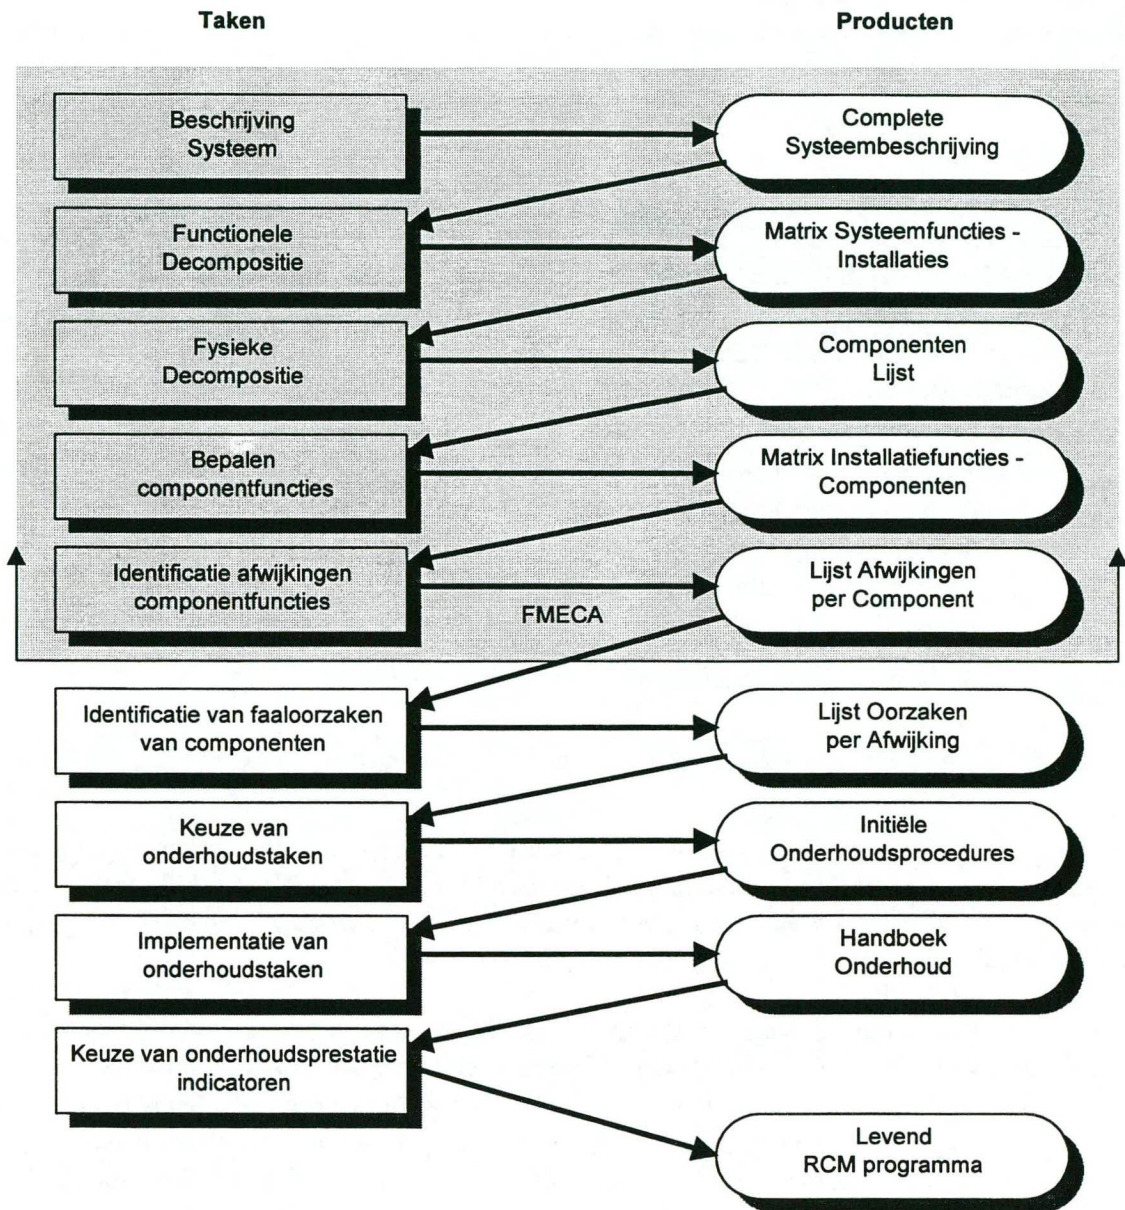 Taken
Producten
Beschrijving
Systeem
Complete
Systeembeschrijving
Functionele
Decompositie
Matrix Systeemfuncties -
Installaties
Fysieke
Decompositie
Componenten
Lijst
Bepalen
componentfuncties
Matrix Installatiefuncties -
Componenten
Identificatie afwijkingen
componentfuncties
FMECA
Lijst Afwijkingen
per Component
Identificatie van faaloorzaken
van componenten
Lijst Oorzaken
per Afwijking
Keuze van
onderhoudstaken
Initiële
Onderhoudsprocedures
Implementatie van
onderhoudstaken
Handboek
Onderhoud
Keuze van onderhoudsprestatie
indicatoren
Levend
RCM programma